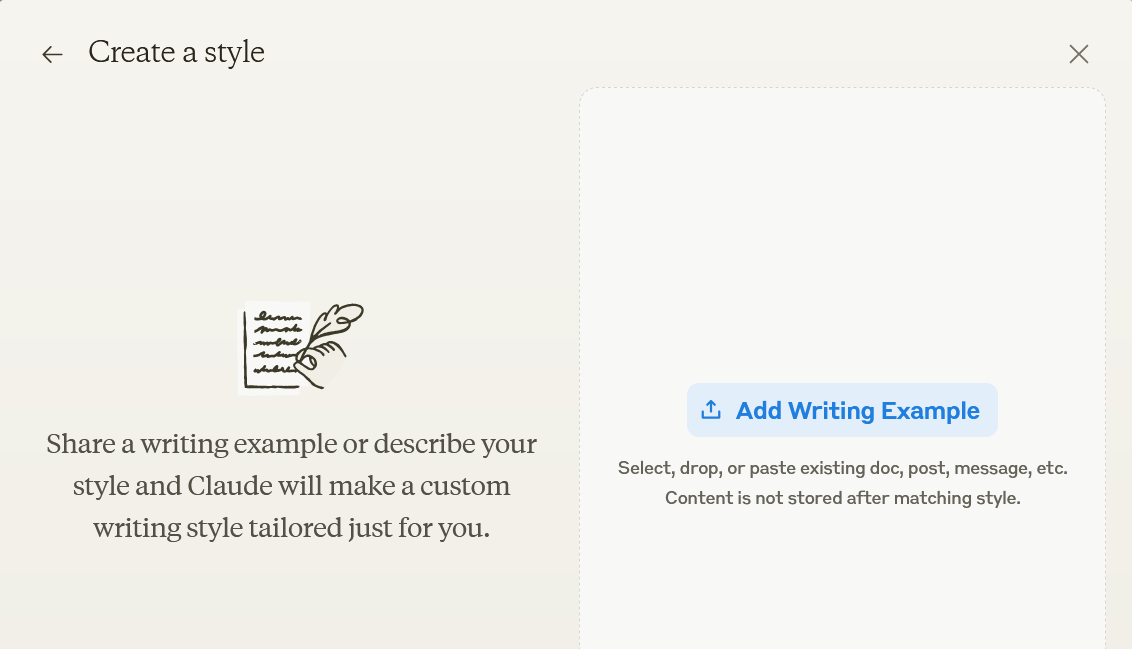 Create a style
Share a writing example or describe your
style and Claude will make a custom
writing style tailored just for you.
Add Writing Example
Select, drop, or paste existing doc, post, message, etc.
Content is not stored after matching style.